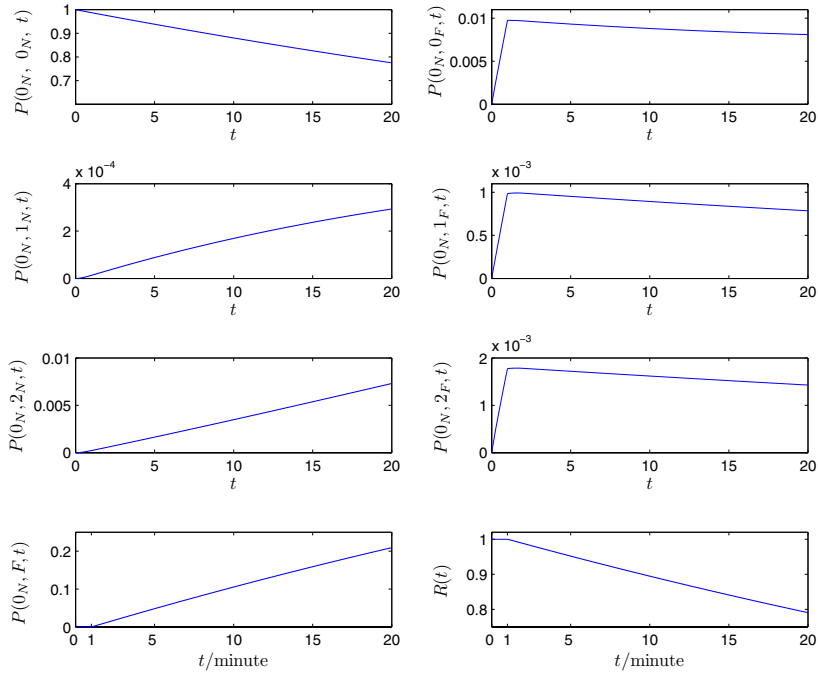 P(0_N, 0_N, t)
1
0.9
0.8
0.7
0 5 10 15 20
t
P(0_N, 0_F, t)
0.01
0.005
0
0 5 10 15 20
t
P(0_N, 1_N, t)
x 10^{-4}
4
2
0
0 5 10 15 20
t
P(0_N, 1_F, t)
x 10^{-3}
1
0.5
0
0 5 10 15 20
t
P(0_N, 2_N, t)
0.01
0.005
0
0 5 10 15 20
t
P(0_N, 2_F, t)
x 10^{-3}
2
1
0
0 5 10 15 20
t
P(0_N, F, t)
0.2
0.1
0
0 1 5 10 15 20
t/minute
R(t)
1
0.9
0.8
0 1 5 10 15 20
t/minute